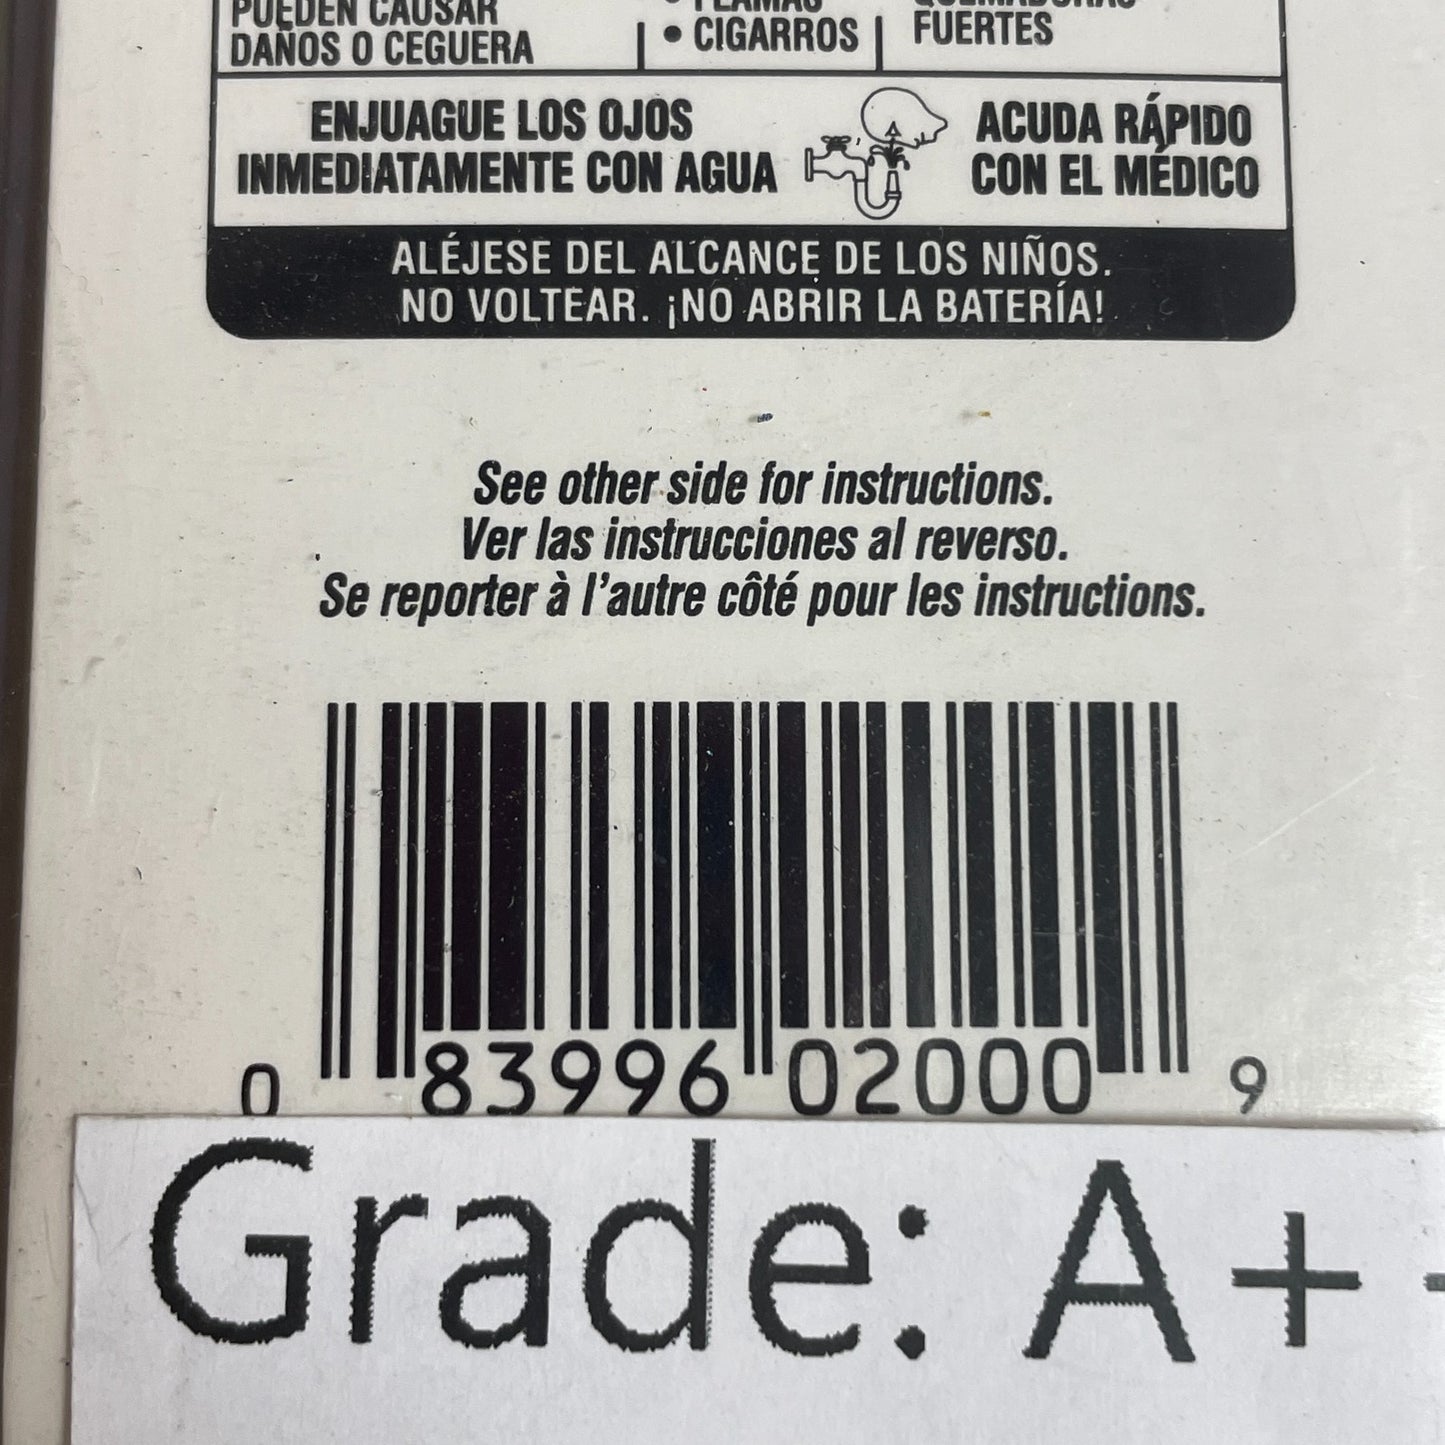 PUEDEN CAUSAR
DAÑOS O CEGUERA
• FLAMAS
• CIGARROS
QUEMADURAS
FUERTES
ENJUAGUE LOS OJOS
INMEDIATAMENTE CON AGUA
ACUDA RÁPIDO
CON EL MÉDICO
ALÉJESE DEL ALCANCE DE LOS NIÑOS.
NO VOLTEAR. ¡NO ABRIR LA BATERÍA!
See other side for instructions.
Ver las instrucciones al reverso.
Se reporter à l'autre côté pour les instructions.
0 83996 02000 9
Grade: A+